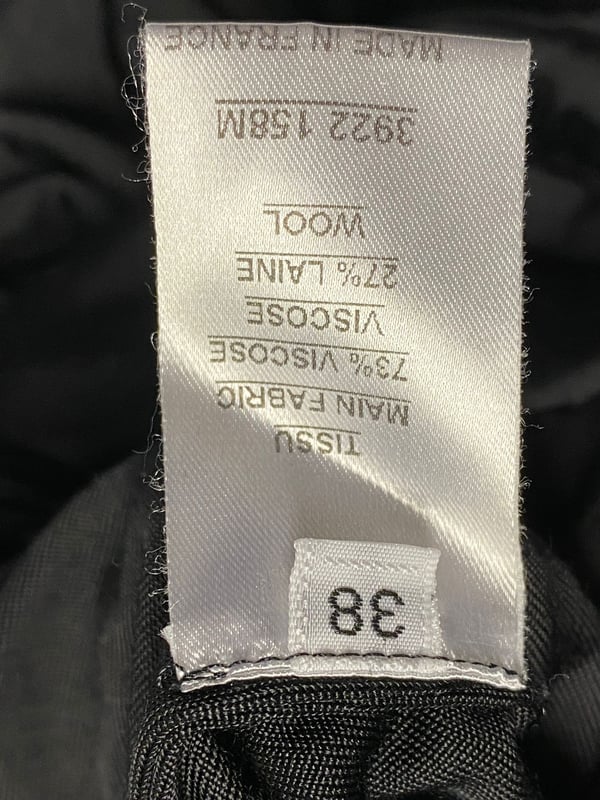 38
TISSU
MAIN FABRIC
73% VISCOSE
VISCOSE
27% LAINE
WOOL
3922 158M
MADE IN FRANCE